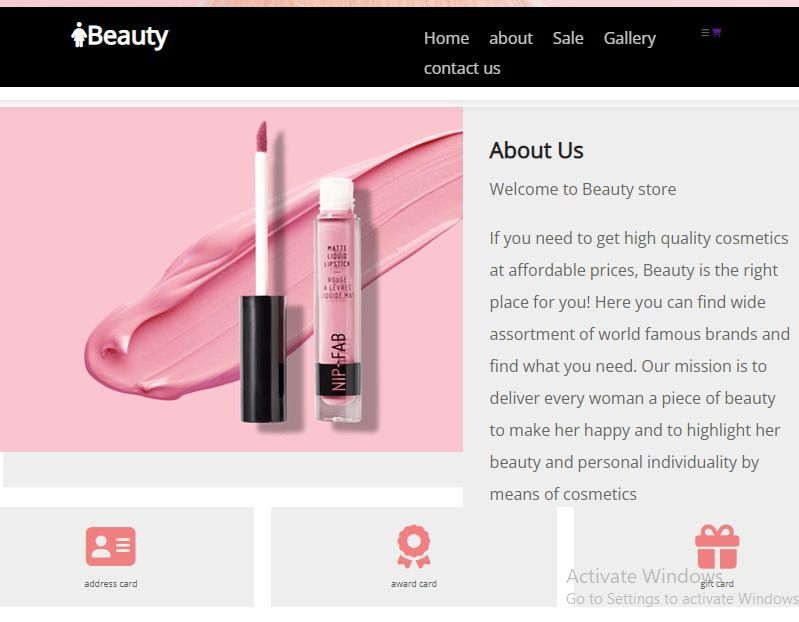 Beauty
Home about Sale Gallery
contact us
About Us
Welcome to Beauty store
If you need to get high quality cosmetics
at affordable prices, Beauty is the right
place for you! Here you can find wide
assortment of world famous brands and
find what you need. Our mission is to
deliver every woman a piece of beauty
to make her happy and to highlight her
beauty and personal individuality by
means of cosmetics
MATTE
LIQUID
LIPSTICK
ROUGE
A LÈVRES
LIQUIDE MAT
NIP+FAB
address card
award card
gift card
Activate Windows
Go to Settings to activate Windows